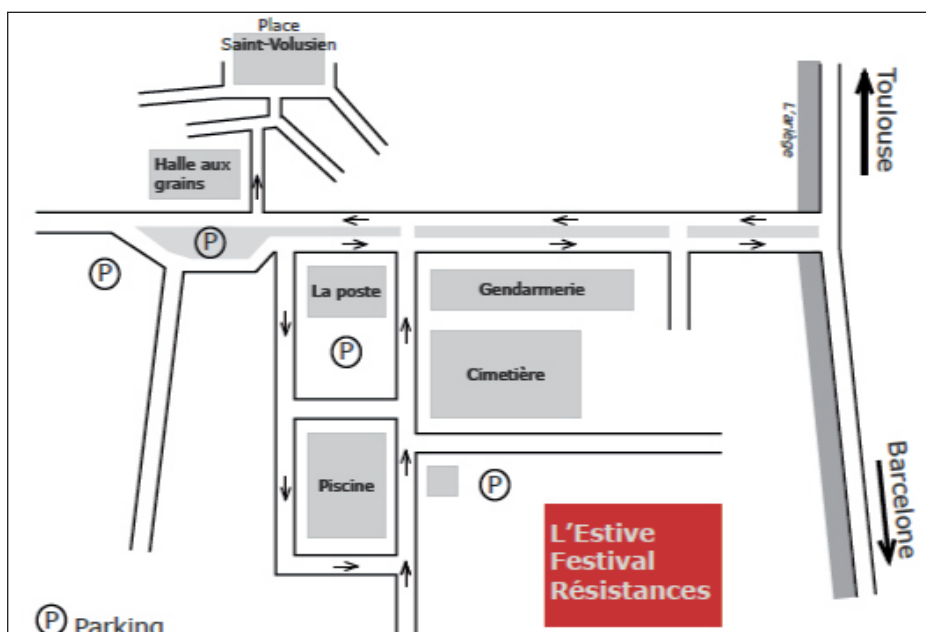 Place
Saint-Volusien
Toulouse
L'ariège
Halle aux
grains
P
P
La poste
Gendarmerie
P
Cimetière
Barcelone
Piscine
P
L'Estive
Festival
Résistances
P Parking